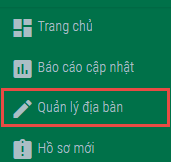 Trang chủ
Báo cáo cập nhật
Quản lý địa bàn
Hồ sơ mới